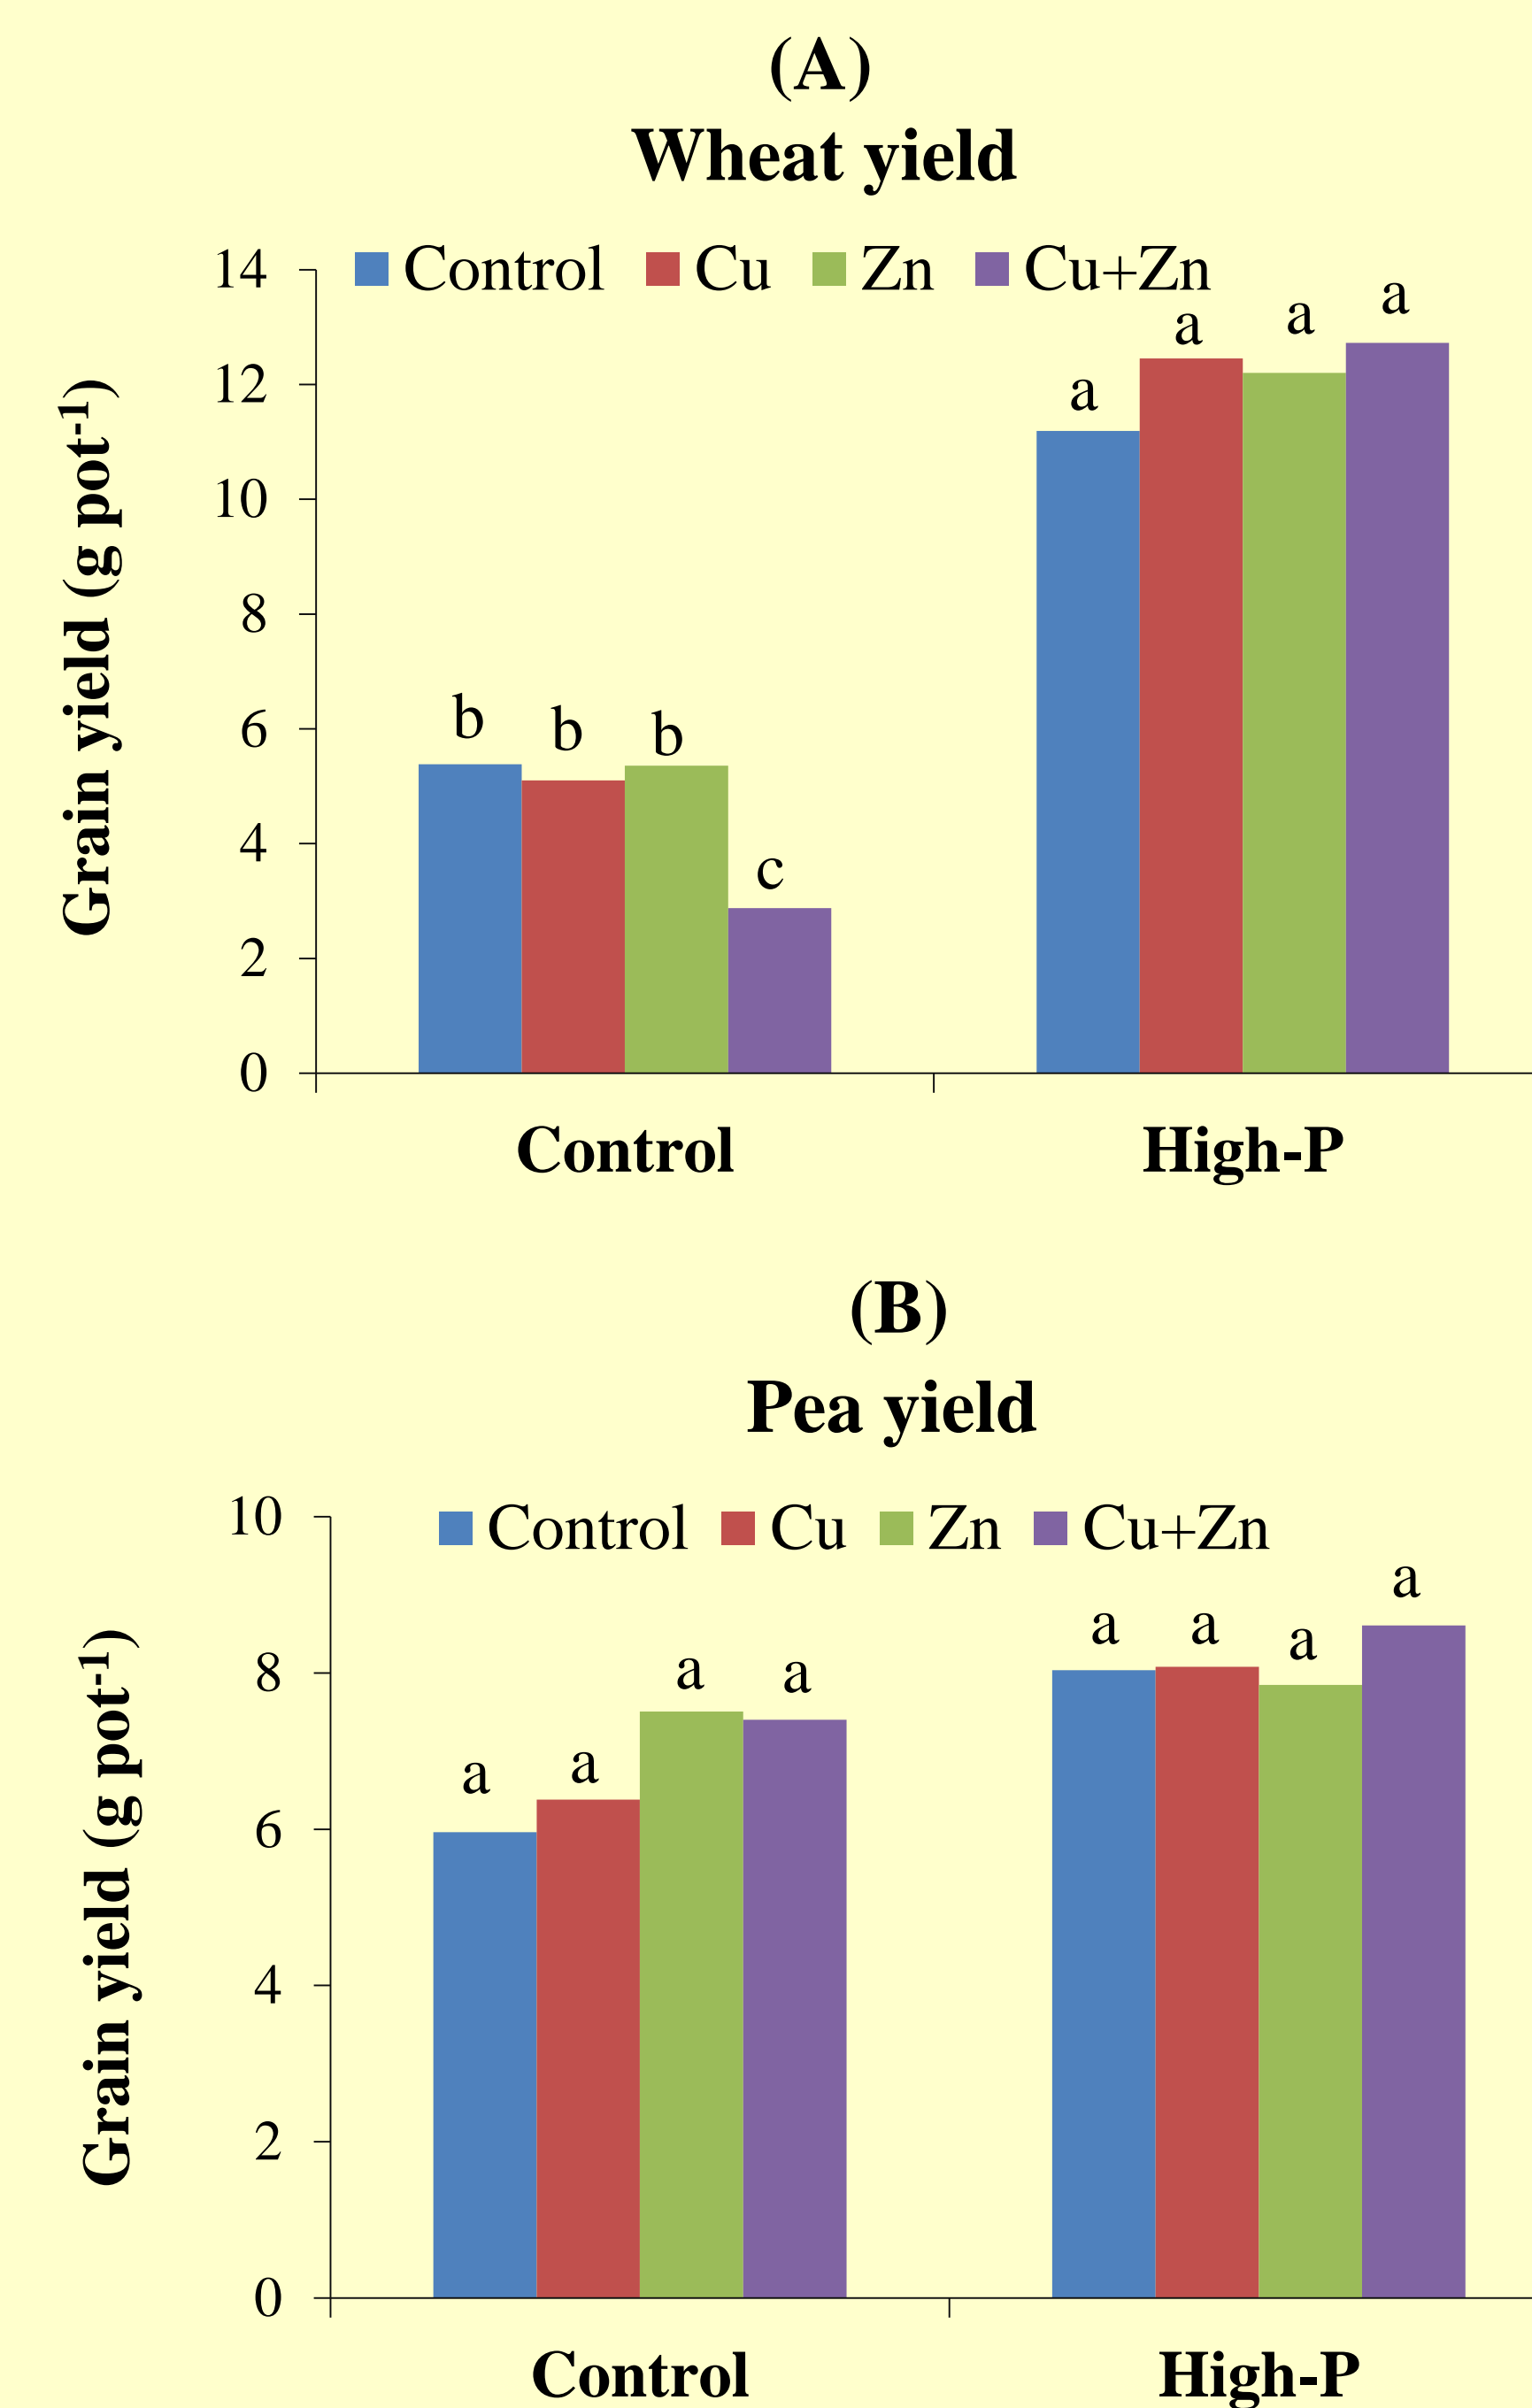 (A)
Wheat yield
Control Cu Zn Cu+Zn
Grain yield (g pot-1)
14
12
10
8
6
4
2
0
b b b c a a a a
Control High-P
(B)
Pea yield
Control Cu Zn Cu+Zn
Grain yield (g pot-1)
10
8
6
4
2
0
a a a a a a a a
Control High-P